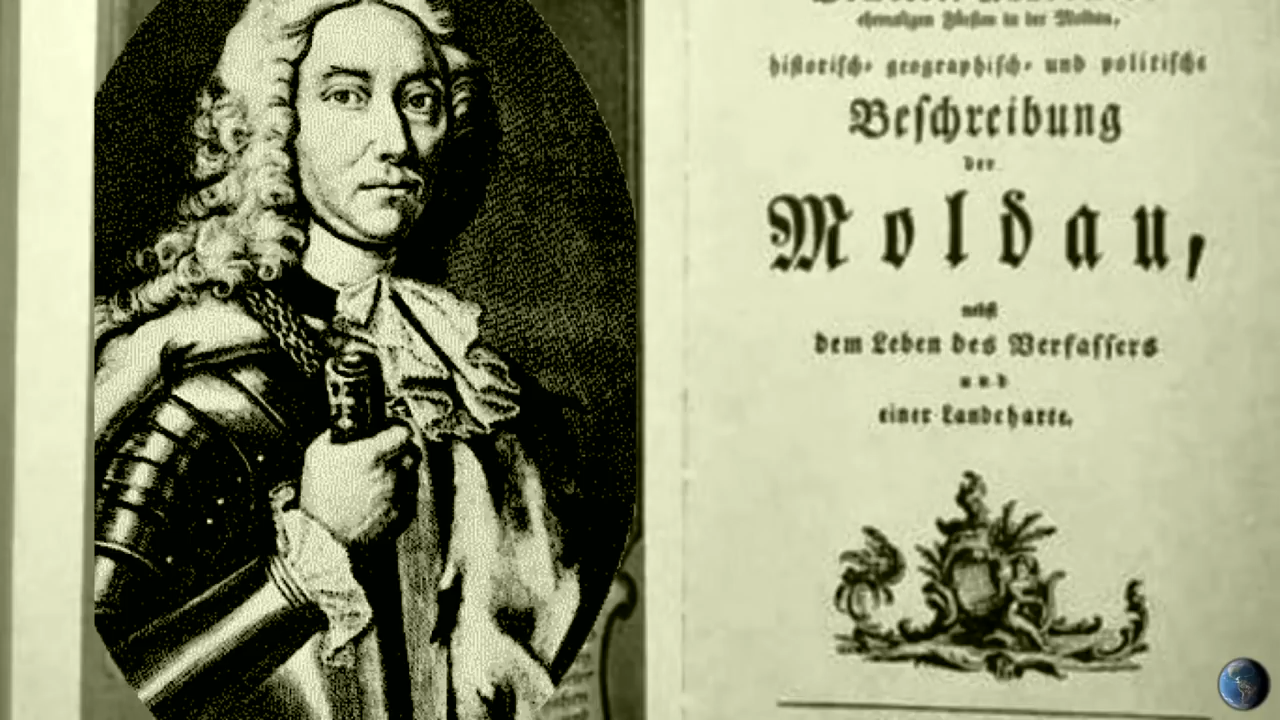 ehemaligen Fürsten in der Moldau,
historisch- geographisch- und politische
Beschreibung
der
Moldau,
nebst
dem Leben des Verfassers
und
einer Landcharte.